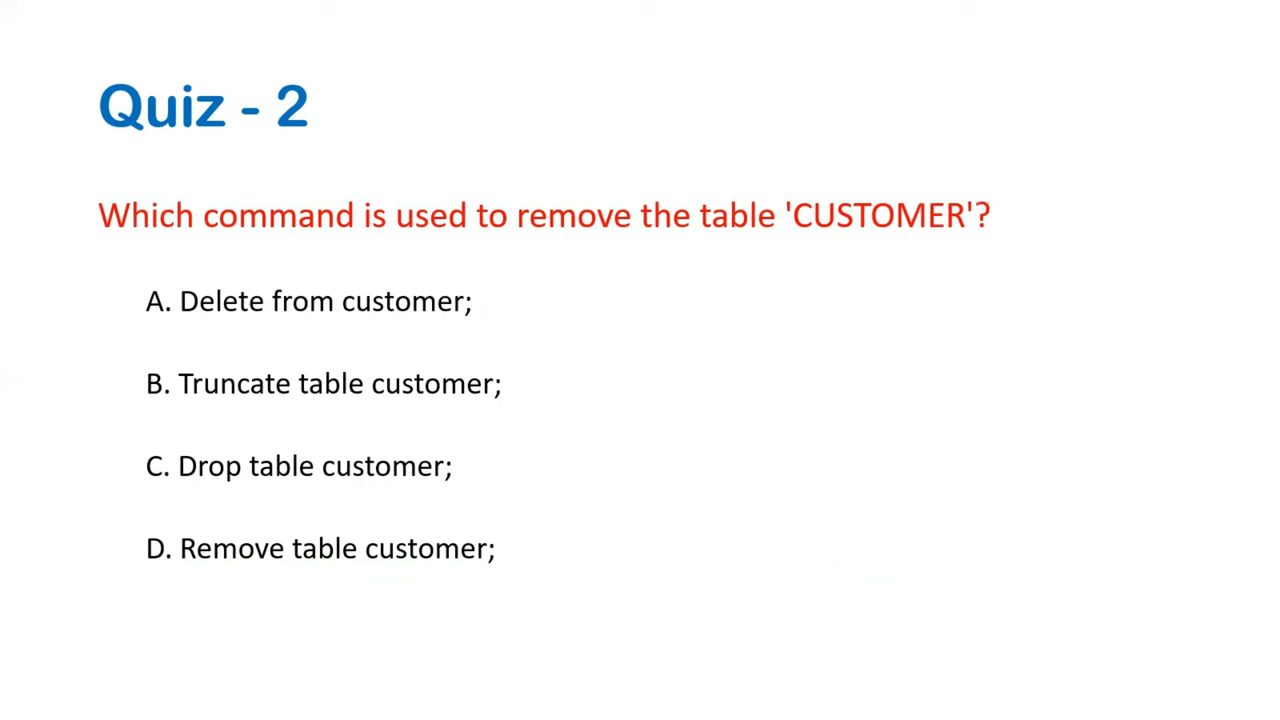 Quiz - 2
Which command is used to remove the table 'CUSTOMER'?
A. Delete from customer;
B. Truncate table customer;
C. Drop table customer;
D. Remove table customer;